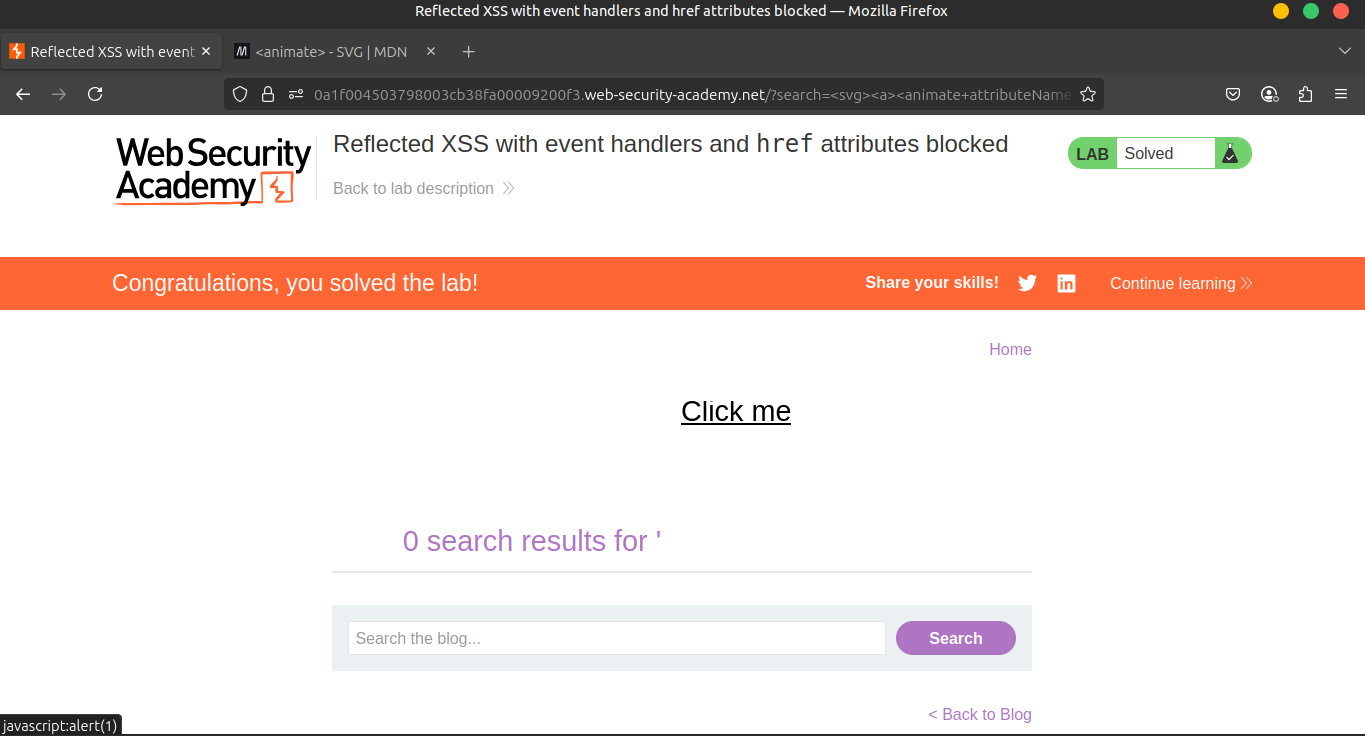 Reflected XSS with event handlers and href attributes blocked — Mozilla Firefox
Reflected XSS with event
<animate> - SVG | MDN
0a1f004503798003cb38fa00009200f3.web-security-academy.net/?search=<svg><a><animate+attributeName
Web Security
Academy
Reflected XSS with event handlers and href attributes blocked
LAB Solved
Back to lab description
Congratulations, you solved the lab!
Share your skills!
Continue learning
Home
Click me
0 search results for '
Search the blog...
Search
< Back to Blog
javascript:alert(1)